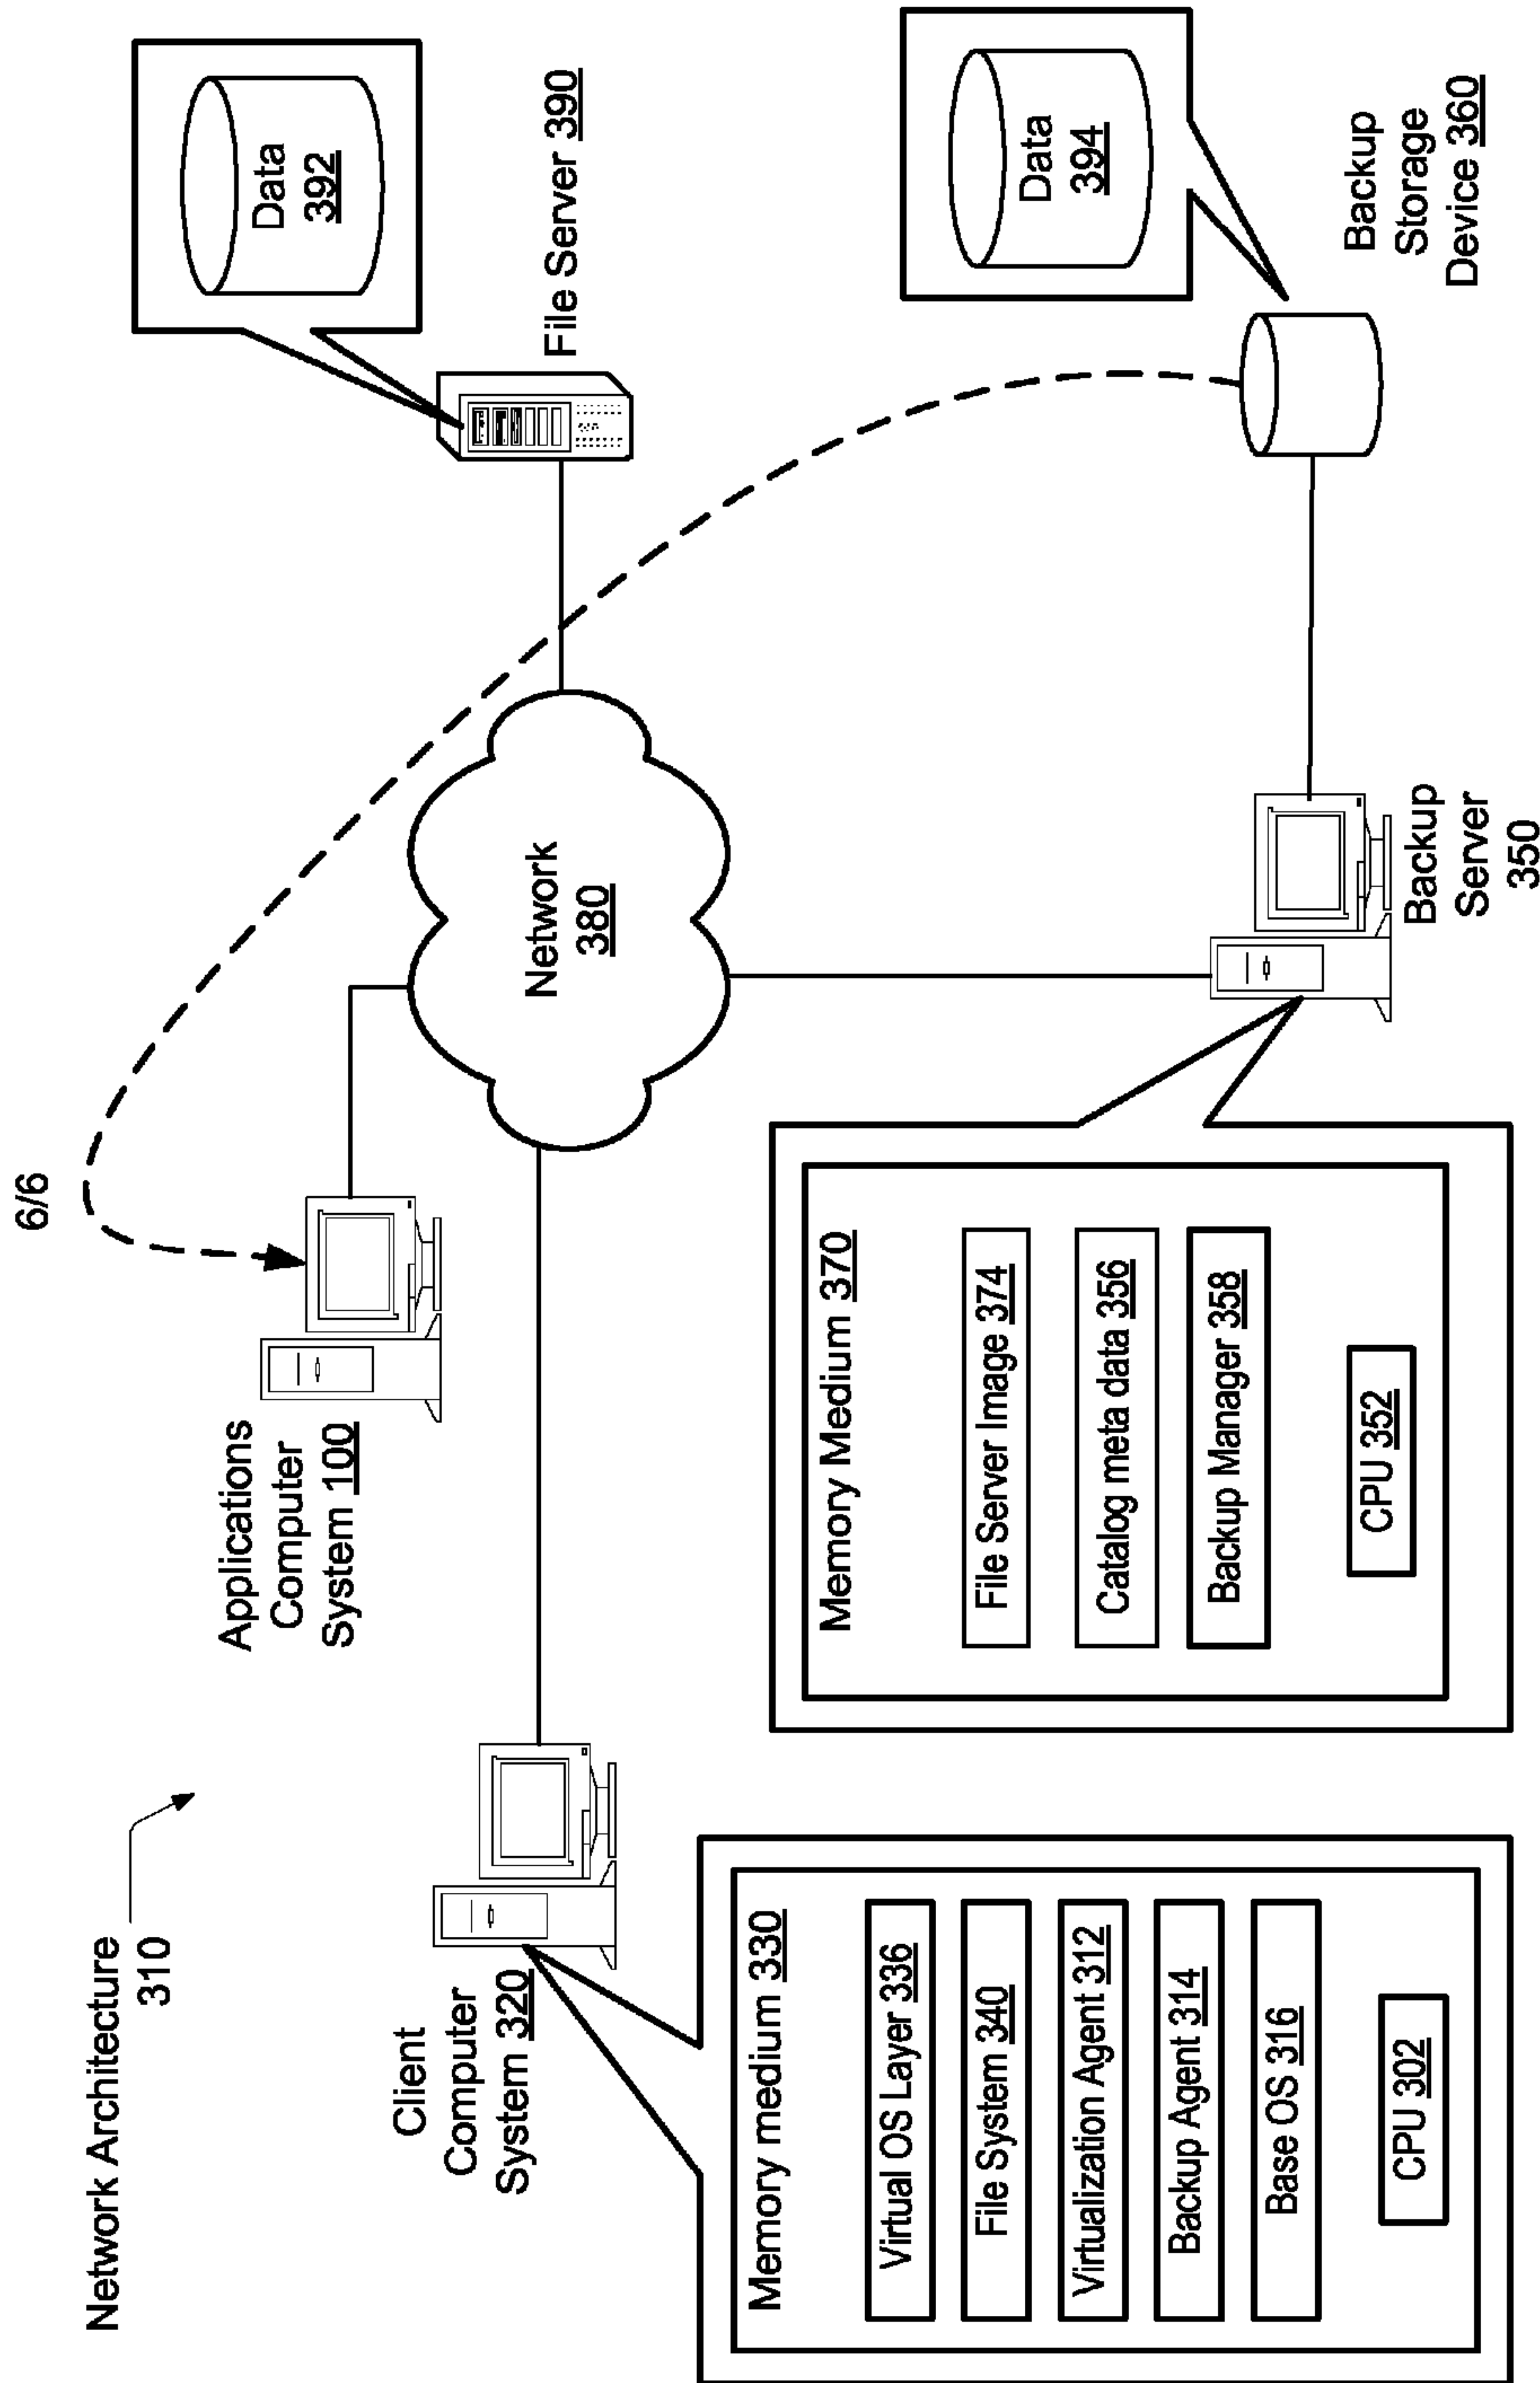 6/6
Network Architecture
310
Applications
Computer
System 100
Data
392
File Server 390
Client
Computer
System 320
Network
380
Memory medium 330
Virtual OS Layer 336
File System 340
Virtualization Agent 312
Backup Agent 314
Base OS 316
CPU 302
Memory Medium 370
File Server Image 374
Catalog meta data 356
Backup Manager 358
CPU 352
Backup
Server
350
Data
394
Backup
Storage
Device 360